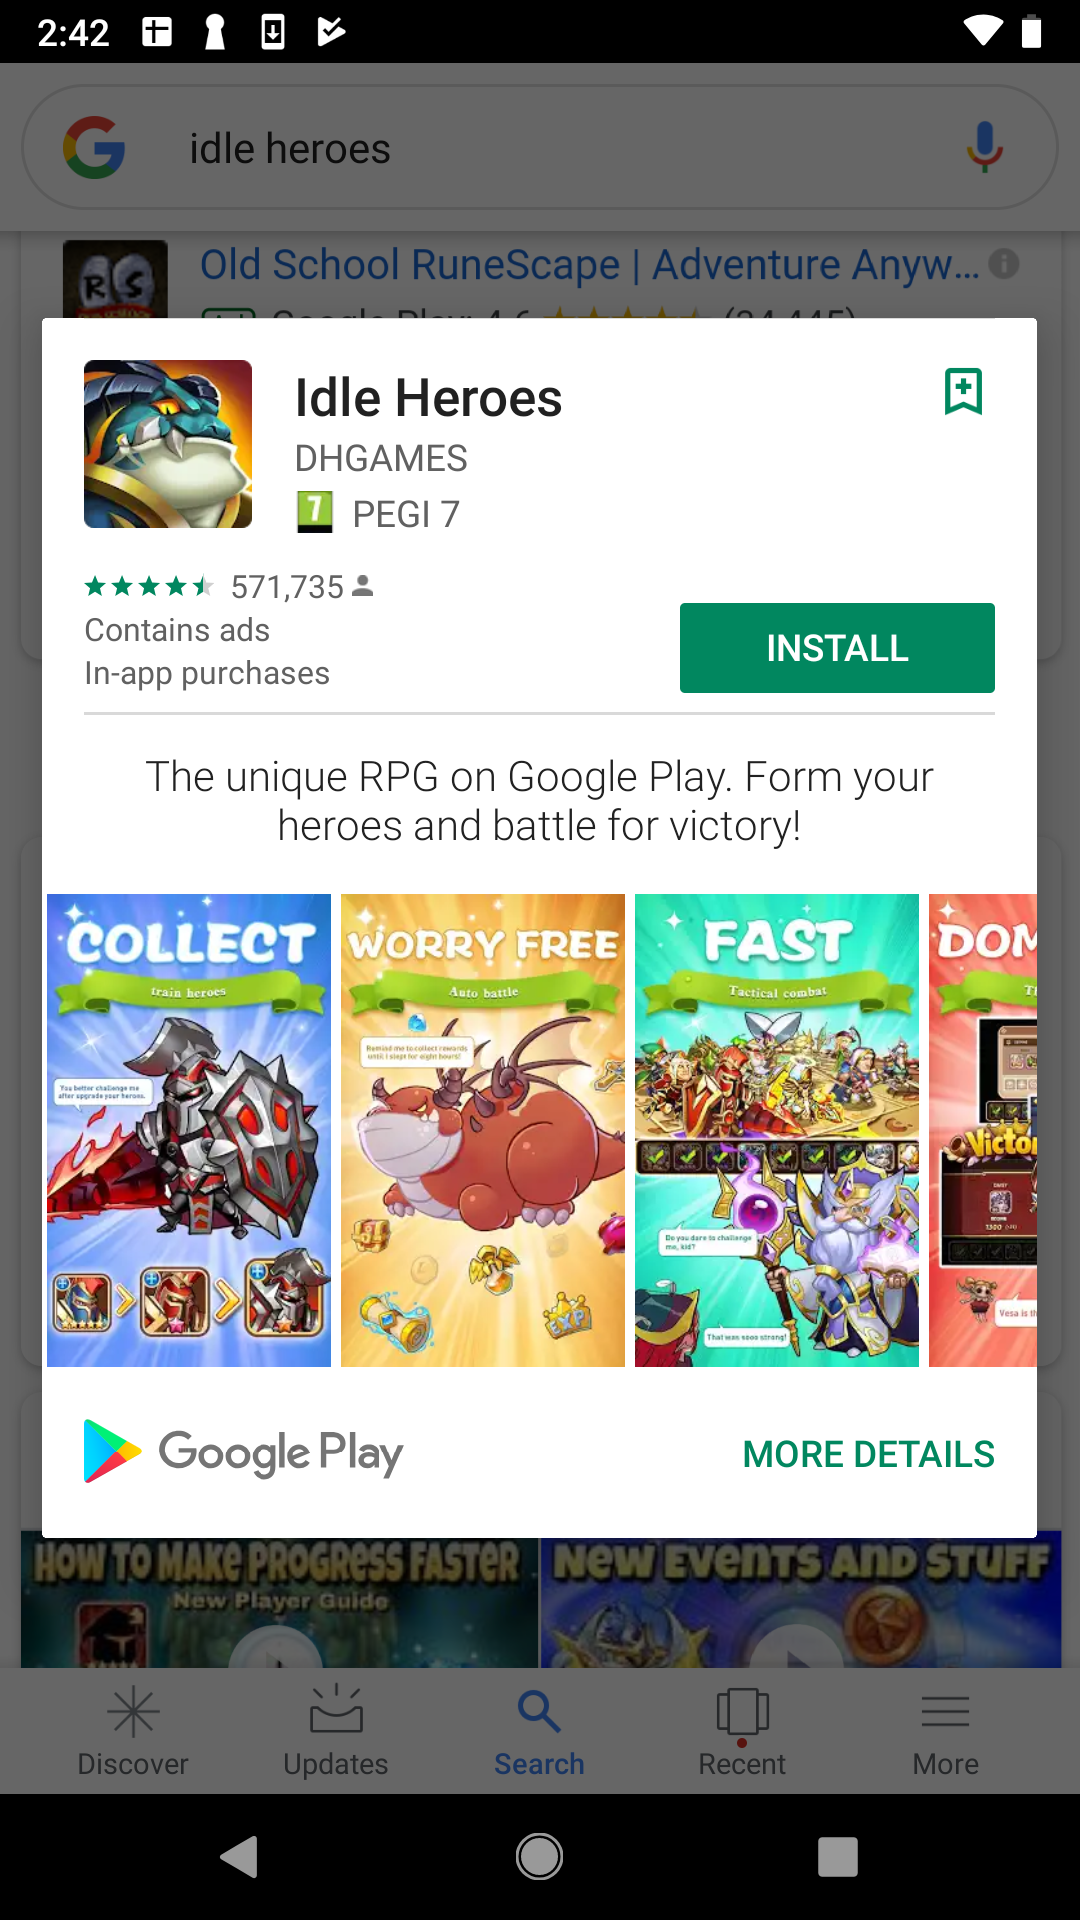 2:42
idle heroes
Old School RuneScape | Adventure Anyw...
Idle Heroes
DHGAMES
7 PEGI 7
571,735
Contains ads
In-app purchases
INSTALL
The unique RPG on Google Play. Form your
heroes and battle for victory!
COLLECT
train heroes
You better challenge me
after upgrade your heroes.
WORRY FREE
Auto battle
Remind me to collect rewards
until I slept for eight hours!
EXP
FAST
Tactical combat
Do you dare to challenge
me, kid?
That was sooo strong!
DOM
Victo
Vesa is th
Google Play
MORE DETAILS
HOW TO MAKE PROGRESS FASTER
New Player Guide
NEW EVENTS AND STUFF
Discover
Updates
Search
Recent
More